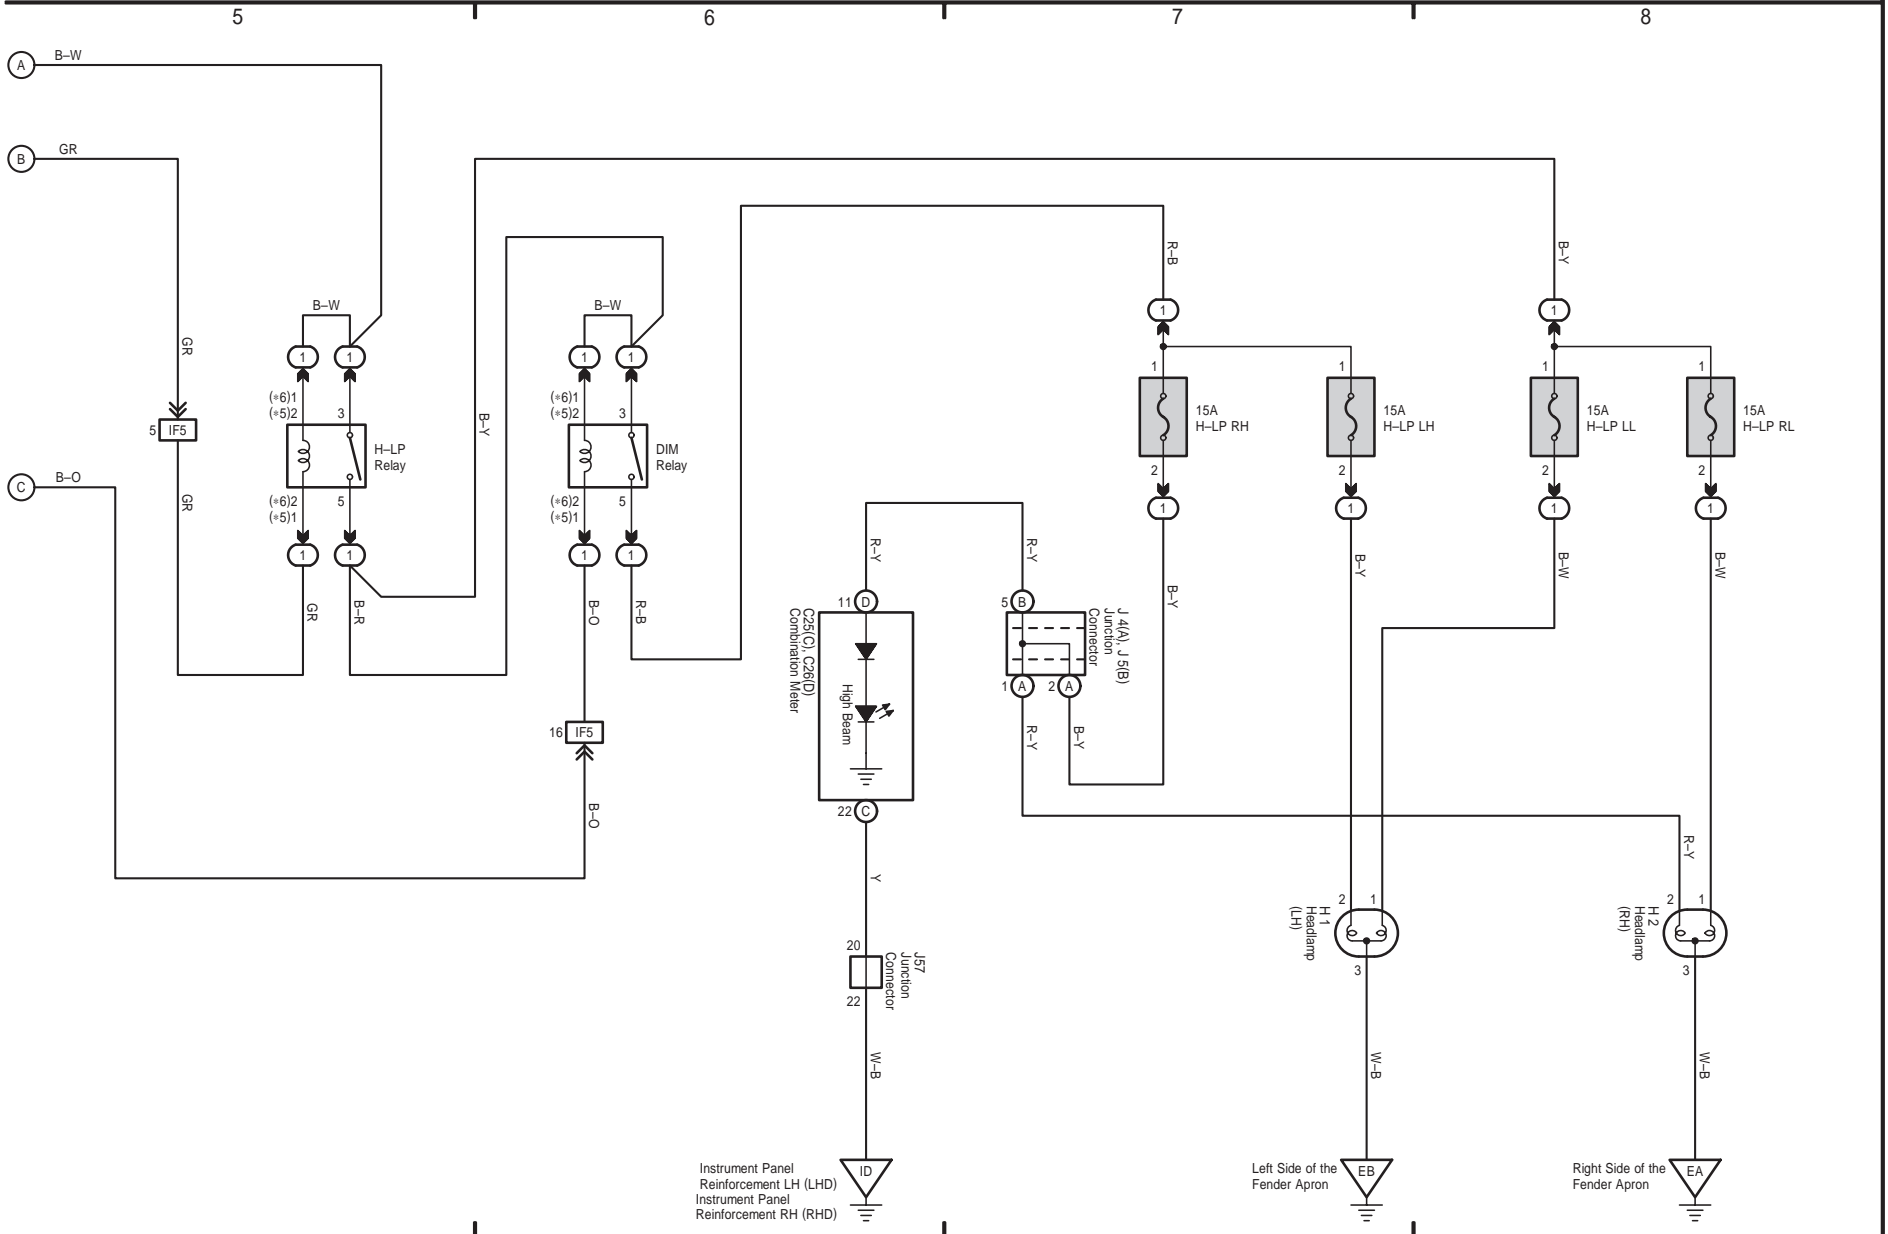 5
6
7
8
A
B–W
B
GR
C
B–O
GR
5 IF5
GR
B–W
1
1
(*6)1
(*5)2
3
H–LP
Relay
(*6)2
(*5)1
5
1
1
GR
B–R
B–Y
B–W
1
1
(*6)1
(*5)2
3
DIM
Relay
(*6)2
(*5)1
5
1
1
B–O
R–B
16 IF5
B–O
R–B
1
1
15A
H–LP RH
2
1
B–Y
1
15A
H–LP LH
2
1
B–Y
B–Y
1
1
15A
H–LP LL
2
1
B–W
1
15A
H–LP RL
2
1
B–W
R–Y
11 D
C25(C), C26(D)
Combination Meter
High Beam
22 C
Y
20
J57
Junction
Connector
22
W–B
ID
Instrument Panel
Reinforcement LH (LHD)
Instrument Panel
Reinforcement RH (RHD)
R–Y
5 B
J 4(A), J 5(B)
Junction
Connector
1 A
2 A
R–Y
B–Y
2
1
H 1
Headlamp
(LH)
3
W–B
EB
Left Side of the
Fender Apron
R–Y
2
1
H 2
Headlamp
(RH)
3
W–B
EA
Right Side of the
Fender Apron